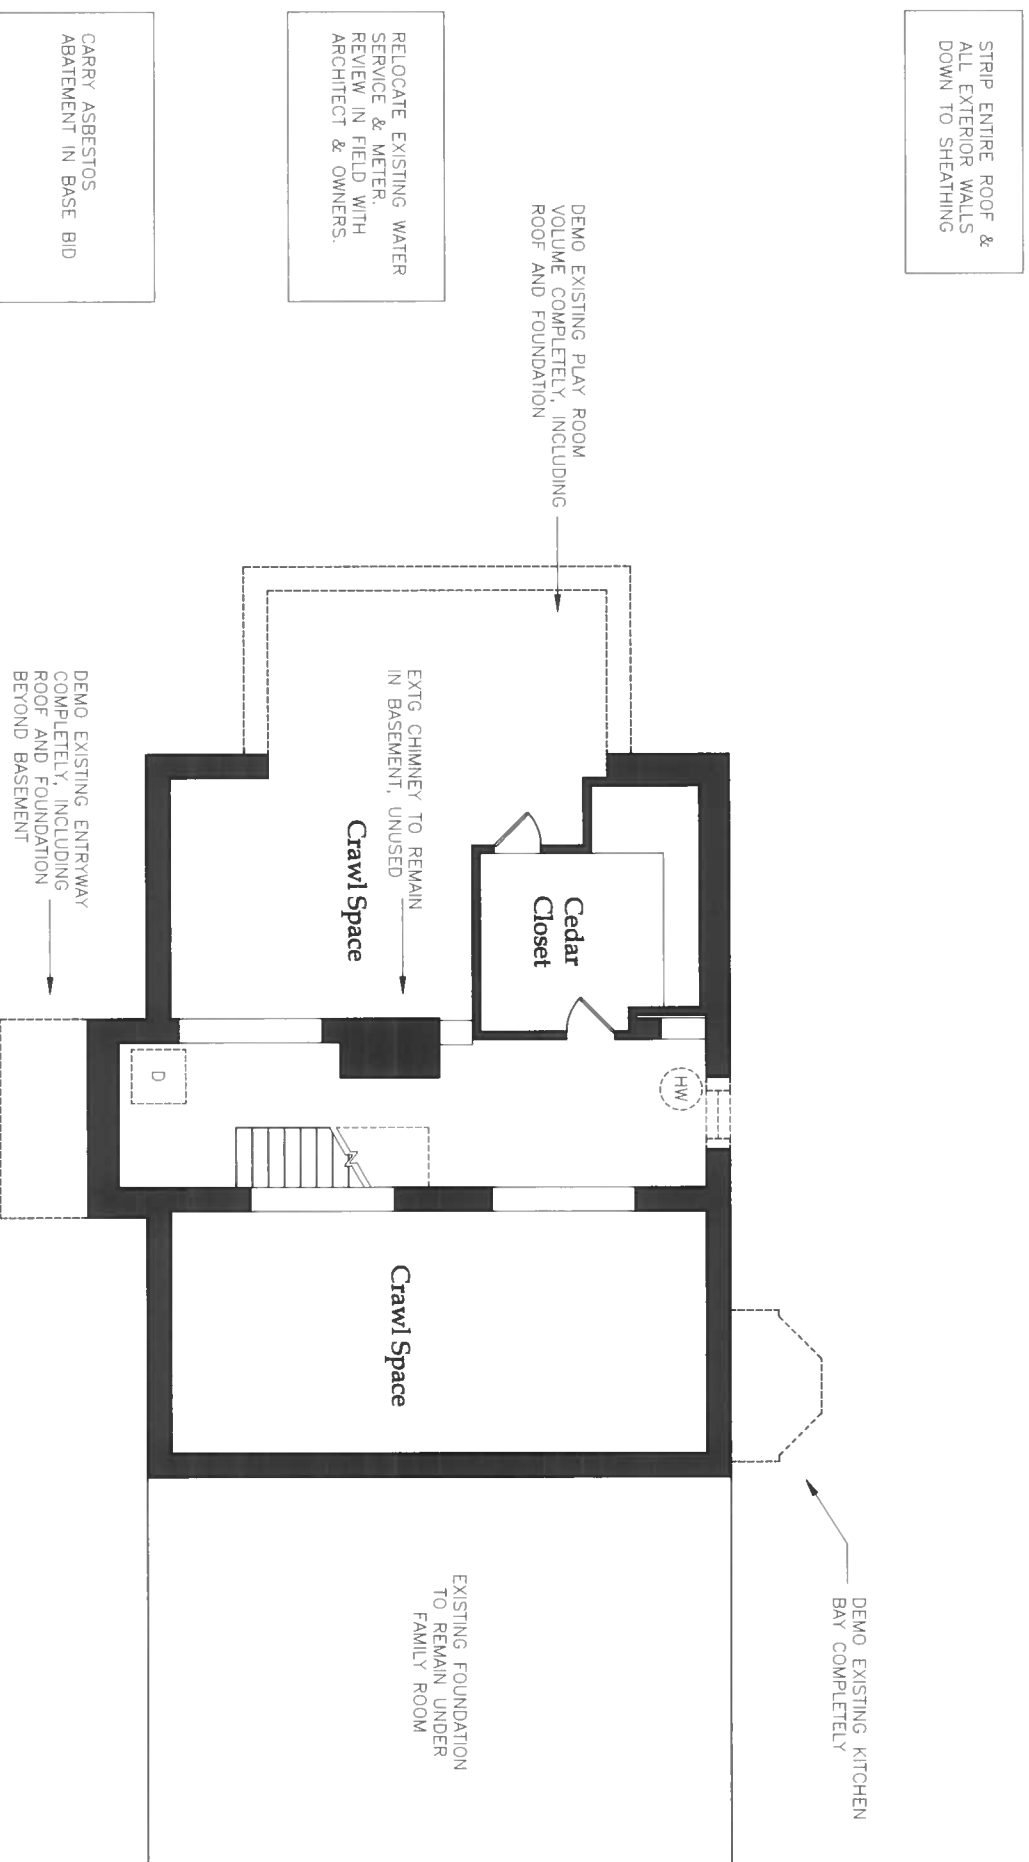 STRIP ENTIRE ROOF &
ALL EXTERIOR WALLS
DOWN TO SHEATHING
RELOCATE EXISTING WATER
SERVICE & METER.
REVIEW IN FIELD WITH
ARCHITECT & OWNERS.
CARRY ASBESTOS
ABATEMENT IN BASE BID
DEMO EXISTING PLAY ROOM
VOLUME COMPLETELY, INCLUDING
ROOF AND FOUNDATION
EXTG CHIMNEY TO REMAIN
IN BASEMENT, UNUSED
DEMO EXISTING ENTRYWAY
COMPLETELY, INCLUDING
ROOF AND FOUNDATION
BEYOND BASEMENT
Cedar
Closet
Crawl Space
HW
D
Crawl Space
DEMO EXISTING KITCHEN
BAY COMPLETELY
EXISTING FOUNDATION
TO REMAIN UNDER
FAMILY ROOM